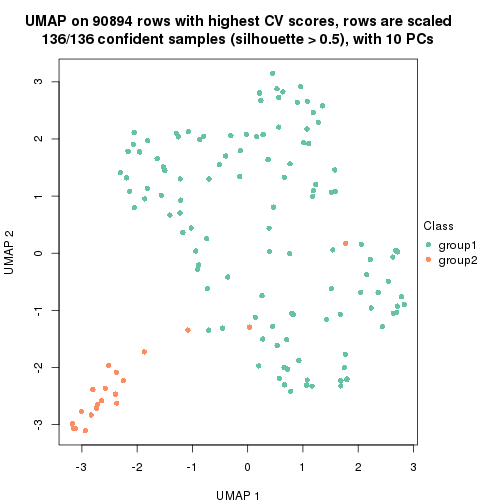 UMAP on 90894 rows with highest CV scores, rows are scaled
136/136 confident samples (silhouette > 0.5), with 10 PCs
3
2
1
0
-1
-2
-3
UMAP 2
-3
-2
-1
0
1
2
3
UMAP 1
Class
group1
group2